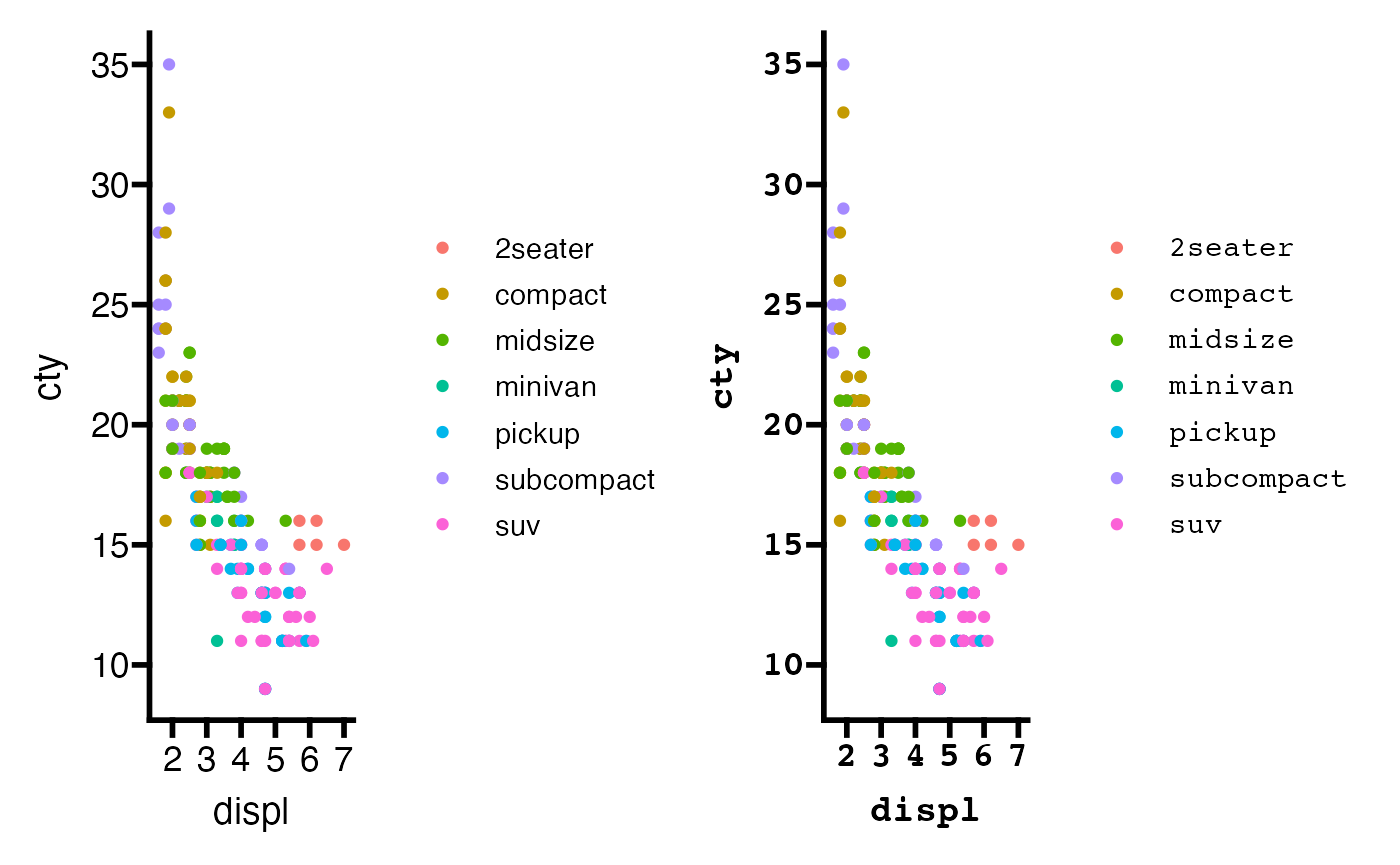 35
30
25
20
15
10
cty
2 3 4 5 6 7
displ
2seater
compact
midsize
minivan
pickup
subcompact
suv
35
30
25
20
15
10
cty
2 3 4 5 6 7
displ
2seater
compact
midsize
minivan
pickup
subcompact
suv